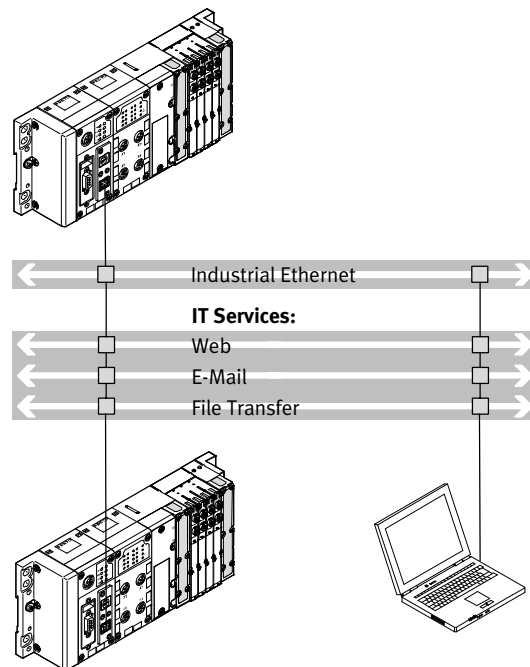 Industrial Ethernet
IT Services:
Web
E-Mail
File Transfer